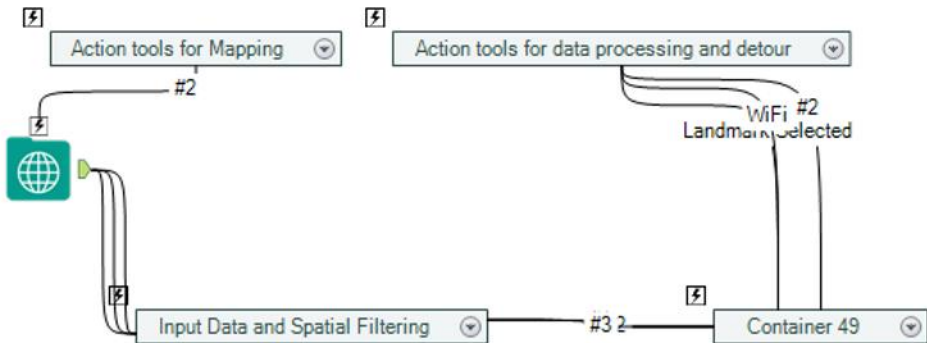 Action tools for Mapping
Action tools for data processing and detour
#2
WiFi #2
Landmark Selected
Input Data and Spatial Filtering
#3 2
Container 49